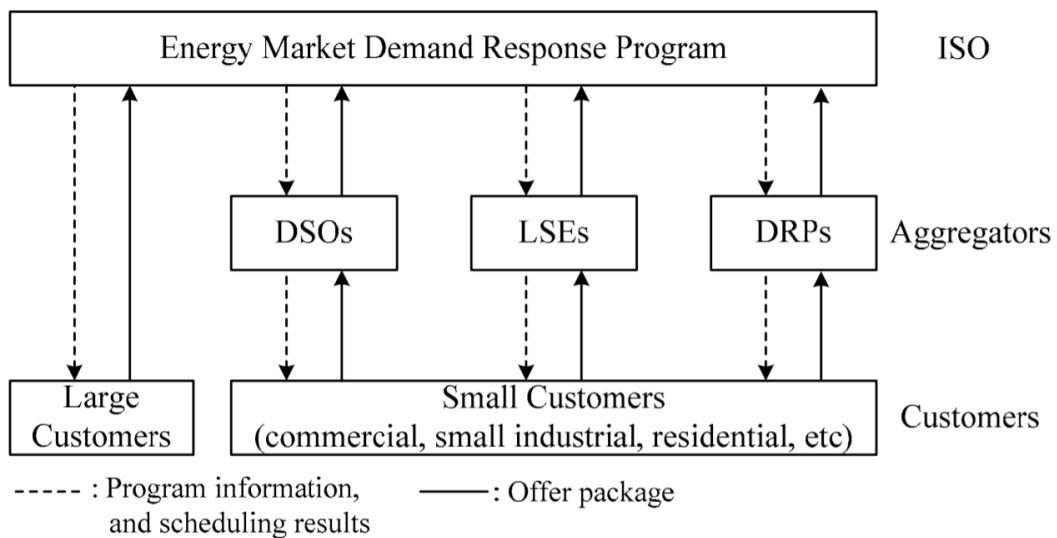 Energy Market Demand Response Program
ISO
DSOs
LSEs
DRPs
Aggregators
Large
Customers
Small Customers
(commercial, small industrial, residential, etc)
Customers
: Program information,
and scheduling results
: Offer package